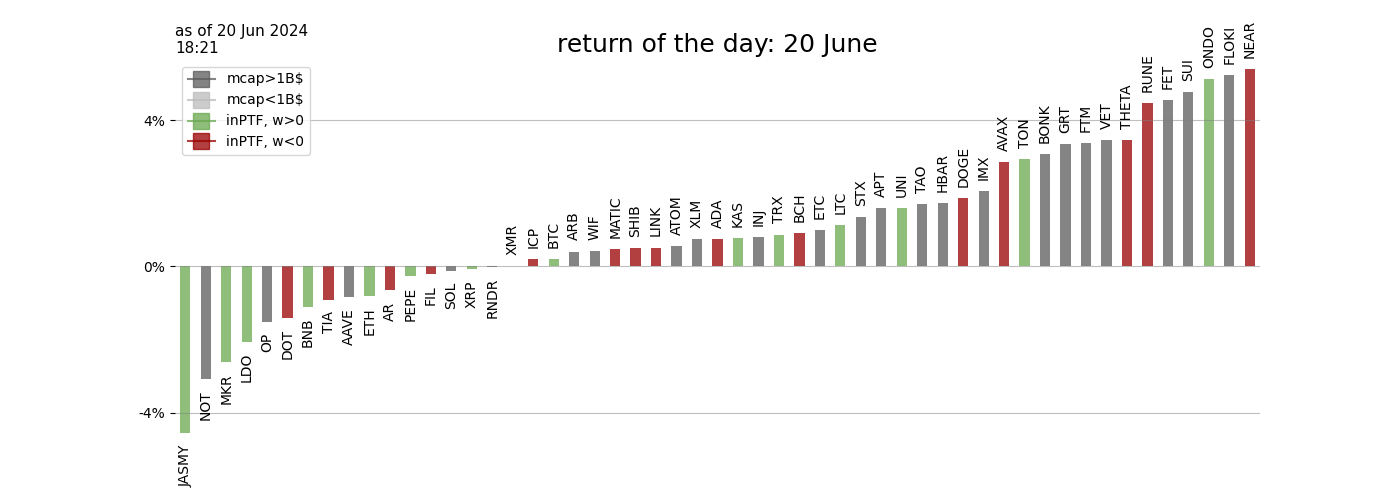 as of 20 Jun 2024
18:21
return of the day: 20 June
mcap>1B$
mcap<1B$
inPTF, w>0
inPTF, w<0
4%
0%
-4%
JASMY
NOT
MKR
LDO
OP
DOT
BNB
TIA
AAVE
ETH
AR
PEPE
FIL
SOL
XRP
RNDR
XMR
ICP
BTC
ARB
WIF
MATIC
SHIB
LINK
ATOM
XLM
ADA
KAS
INJ
TRX
BCH
ETC
LTC
STX
APT
UNI
TAO
HBAR
DOGE
IMX
AVAX
TON
BONK
GRT
FTM
VET
THETA
RUNE
FET
SUI
ONDO
FLOKI
NEAR